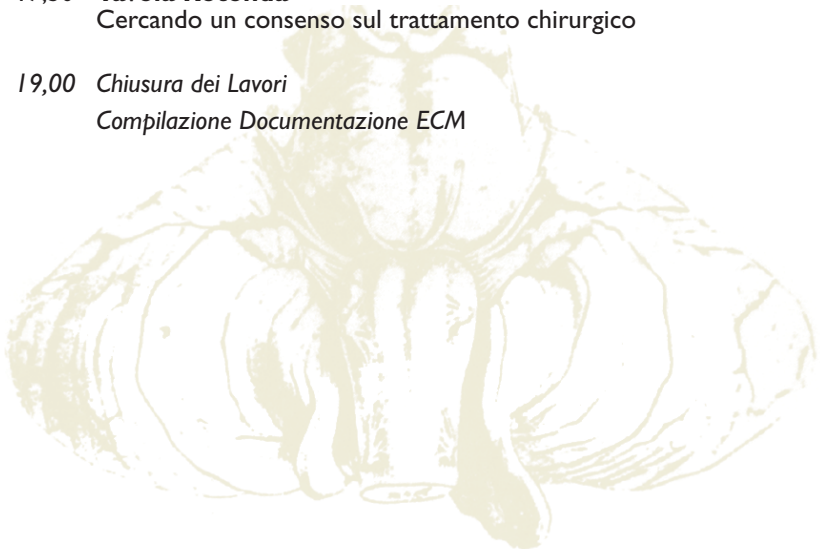 Cercando un consenso sul trattamento chirurgico
19,00 Chiusura dei Lavori
Compilazione Documentazione ECM